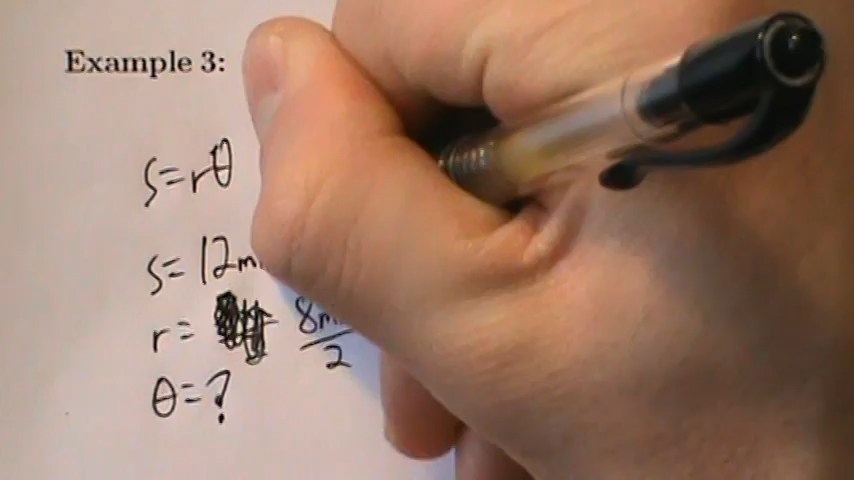 Example 3:
s=rθ
s=12m
r= 8m/2
θ=?